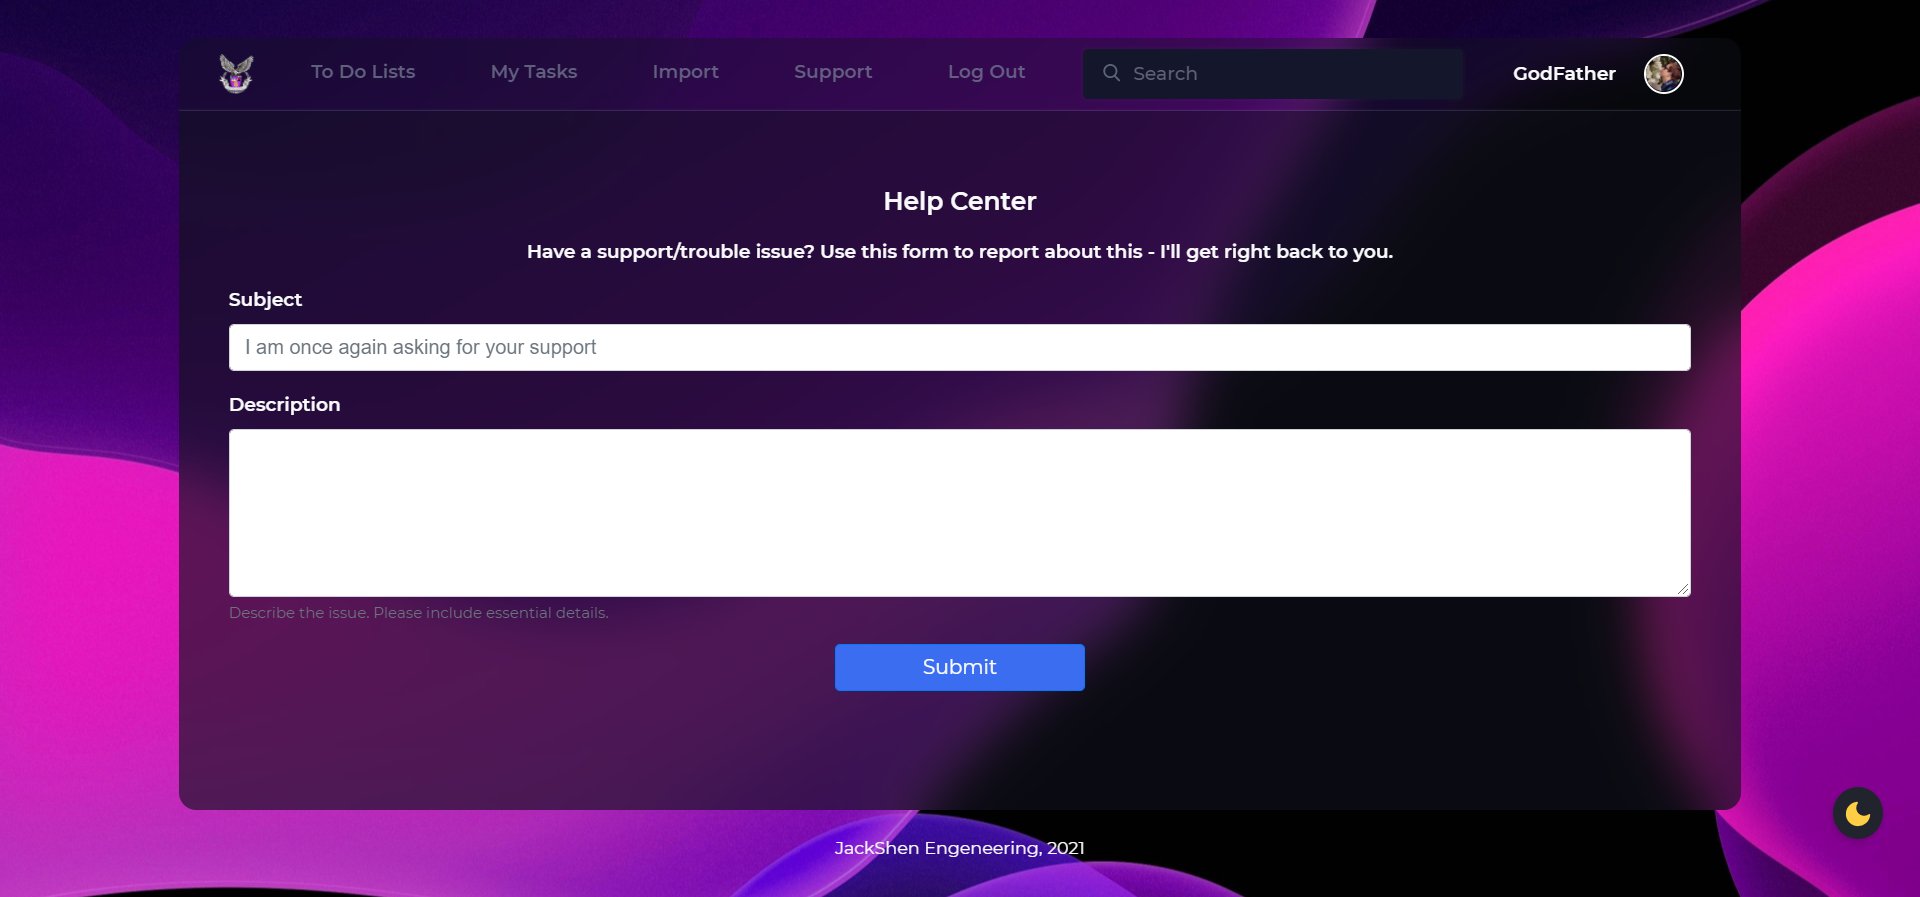 To Do Lists
My Tasks
Import
Support
Log Out
Search
GodFather
Help Center
Have a support/trouble issue? Use this form to report about this - I'll get right back to you.
Subject
I am once again asking for your support
Description
Describe the issue. Please include essential details.
Submit
JackShen Engeneering, 2021